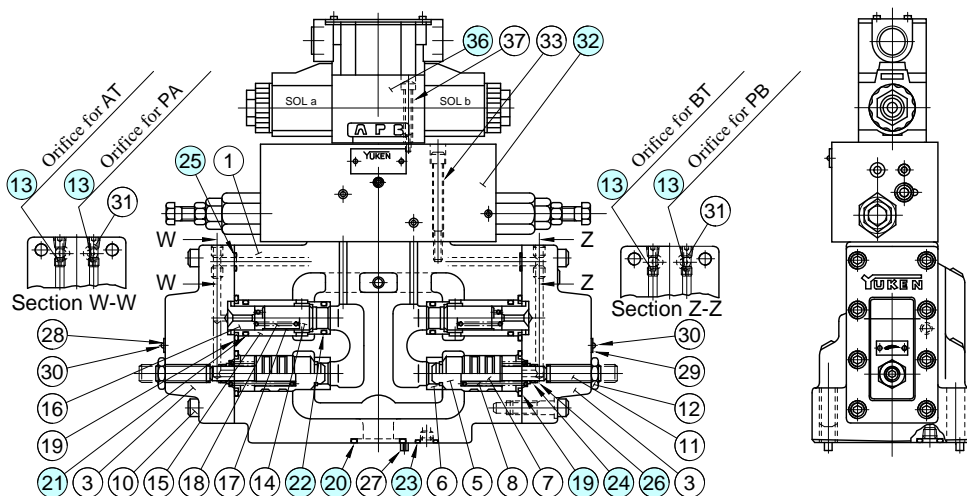 36 37 33 32
SOL a SOL b
Orifice for AT
Orifice for PA
Orifice for BT
Orifice for PB
APB
YUKEN
13 13 25 1
31
13 13
31
W W
Z Z
Section W-W
Section Z-Z
YUKEN
28
30
30
29
16
12
19
11
21 3 10 15 18 17 14 22 20 27 23 6 5 8 7 19 24 26 3